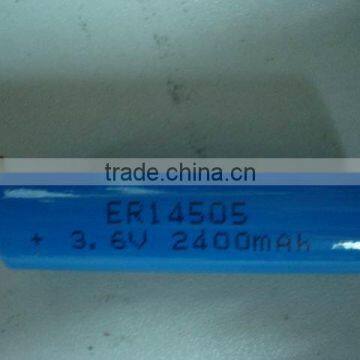 trade.china.cn
ER14505
+ 3.6V 2400mAh